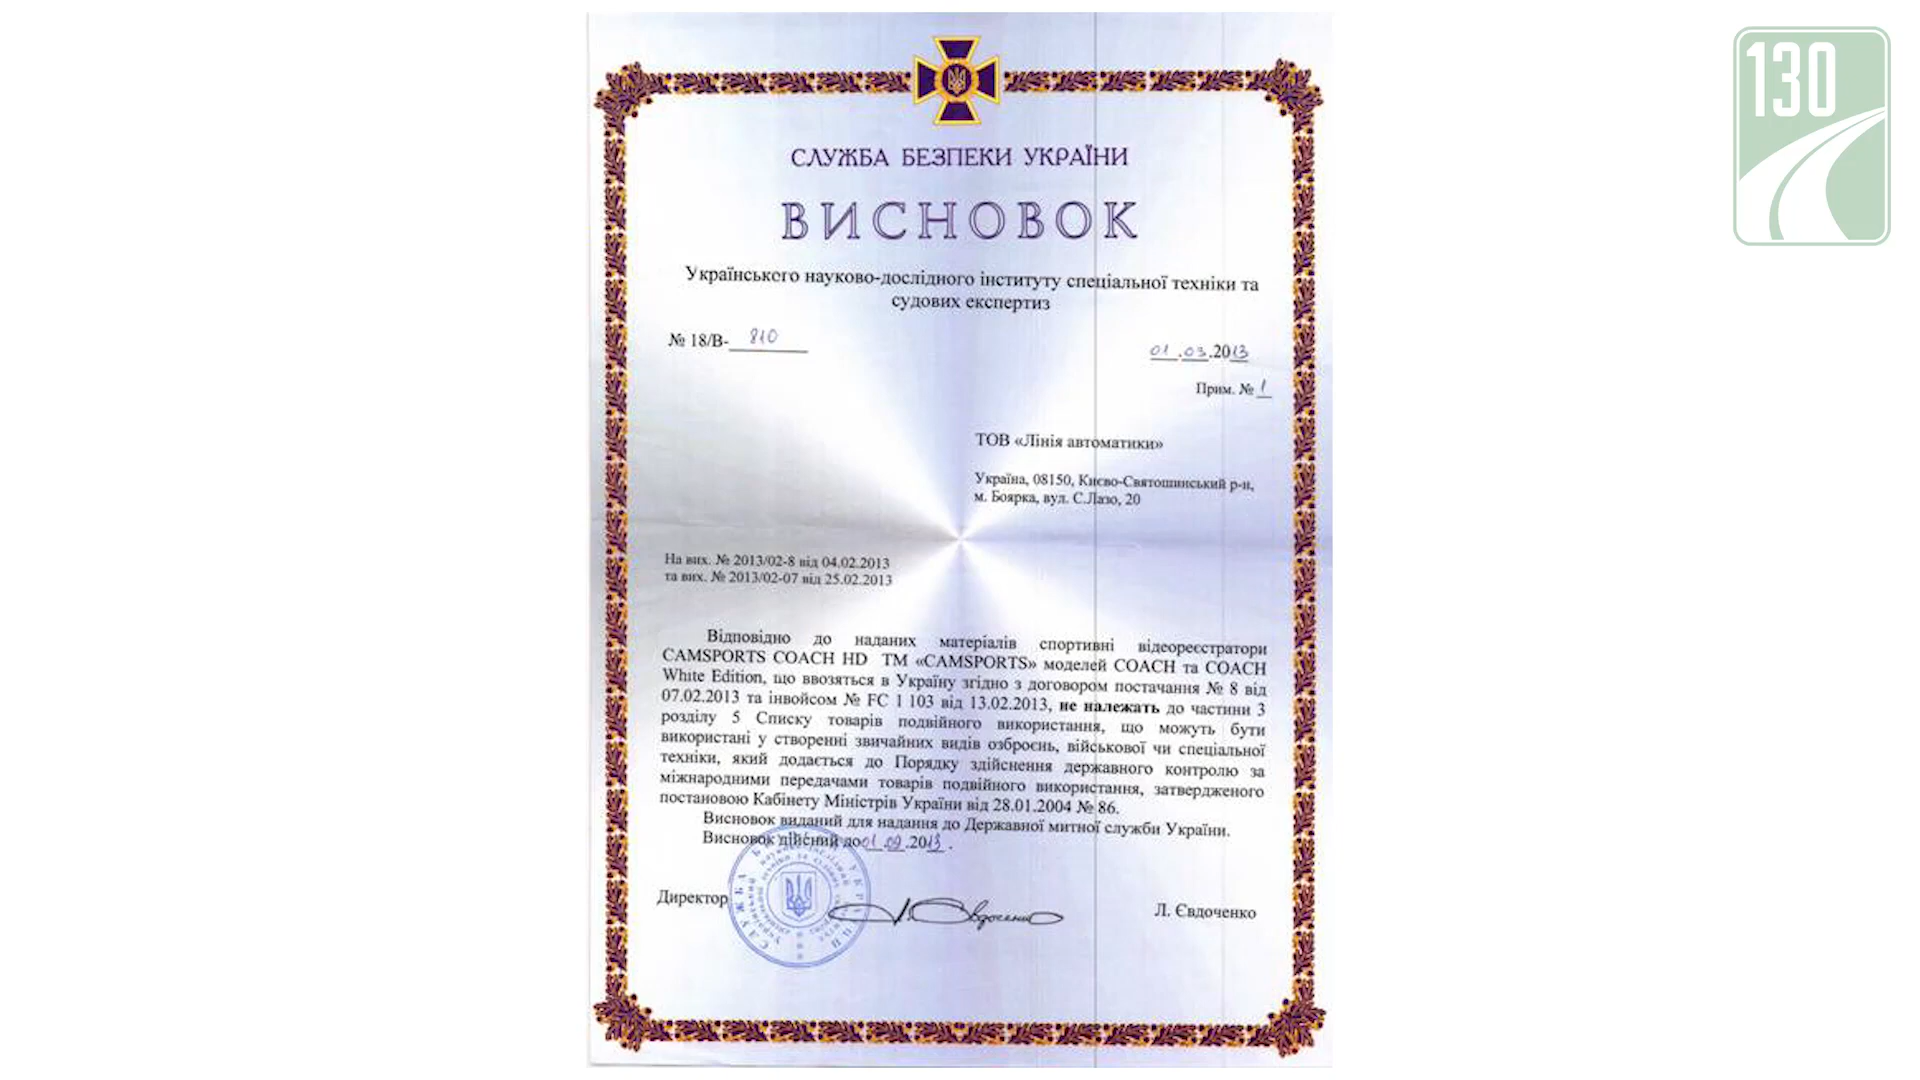 130
СЛУЖБА БЕЗПЕКИ УКРАЇНИ
ВИСНОВОК
Українського науково-дослідного інституту спеціальної техніки та
судових експертиз
№ 18/В- 810
01.03.2013
Прим. № 1
ТОВ «Лінія автоматики»
Україна, 08150, Києво-Святошинський р-н,
м. Боярка, вул. С.Лазо, 20
На вих. № 2013/02-8 від 04.02.2013
та вих. № 2013/02-07 від 25.02.2013
Відповідно до наданих матеріалів спортивні відеореєстратори
CAMSPORTS COACH HD ТМ «CAMSPORTS» моделей COACH та COACH
White Edition, що ввозяться в Україну згідно з договором постачання № 8 від
07.02.2013 та інвойсом № FC 1 103 від 13.02.2013, не належать до частини 3
розділу 5 Списку товарів подвійного використання, що можуть бути
використані у створенні звичайних видів озброєнь, військової чи спеціальної
техніки, який додається до Порядку здійснення державного контролю за
міжнародними передачами товарів подвійного використання, затвердженого
постановою Кабінету Міністрів України від 28.01.2004 № 86.
Висновок виданий для надання до Державної митної служби України.
Висновок дійсний до 01.09.2013 .
Директор
Л. Євдоченко